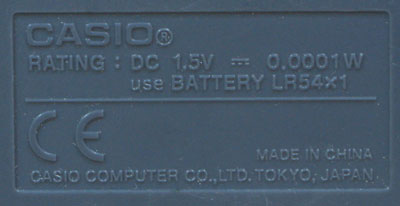 CASIO®
RATING : DC 1.5V ⎓ 0.0001W
use BATTERY LR54×1
CE
MADE IN CHINA
CASIO COMPUTER CO.,LTD. TOKYO, JAPAN.